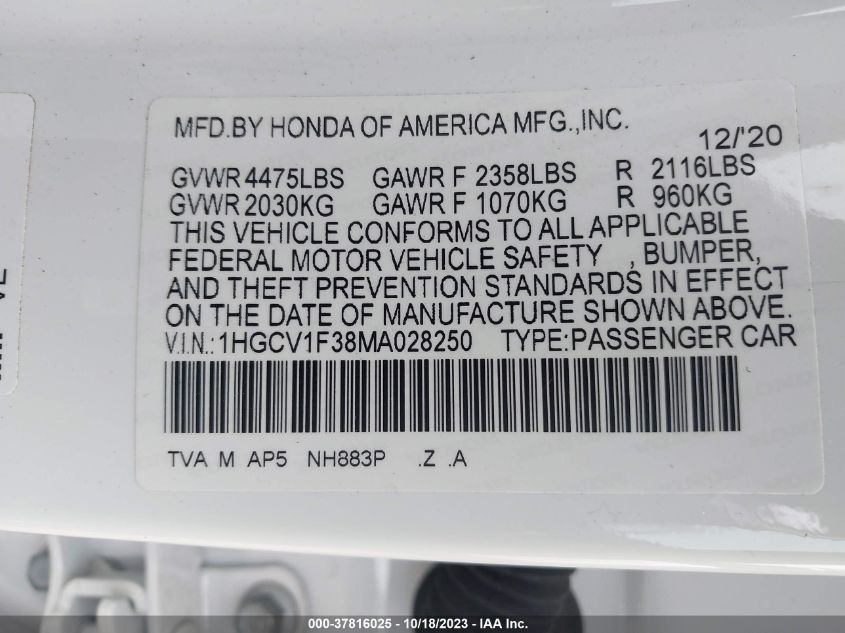 MFD.BY HONDA OF AMERICA MFG.,INC. 12/'20
GVWR 4475LBS GAWR F 2358LBS R 2116LBS
GVWR 2030KG GAWR F 1070KG R 960KG
THIS VEHICLE CONFORMS TO ALL APPLICABLE
FEDERAL MOTOR VEHICLE SAFETY , BUMPER,
AND THEFT PREVENTION STANDARDS IN EFFECT
ON THE DATE OF MANUFACTURE SHOWN ABOVE.
V.I.N.:1HGCV1F38MA028250 TYPE:PASSENGER CAR
TVA M AP5 NH883P .Z .A
000-37816025 - 10/18/2023 - IAA Inc.